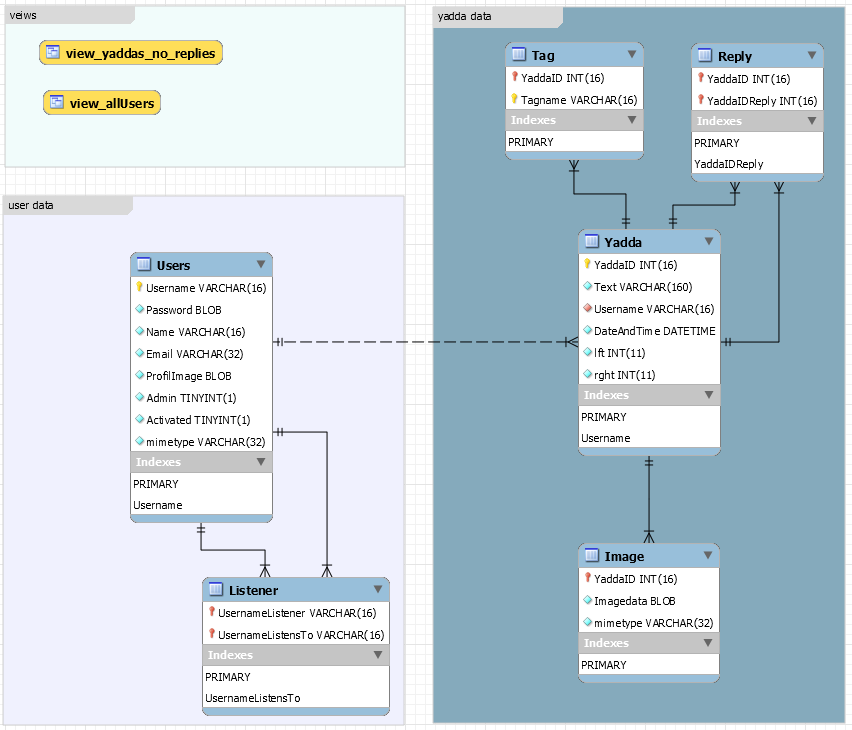 veiws
view_yaddas_no_replies
view_allUsers
user data
Users
Username VARCHAR(16)
Password BLOB
Name VARCHAR(16)
Email VARCHAR(32)
ProfilImage BLOB
Admin TINYINT(1)
Activated TINYINT(1)
mimetype VARCHAR(32)
Indexes
PRIMARY
Username
Listener
UsernameListener VARCHAR(16)
UsernameListensTo VARCHAR(16)
Indexes
PRIMARY
UsernameListensTo
yadda data
Tag
YaddaID INT(16)
Tagname VARCHAR(16)
Indexes
PRIMARY
Reply
YaddaID INT(16)
YaddaIDReply INT(16)
Indexes
PRIMARY
YaddaIDReply
Yadda
YaddaID INT(16)
Text VARCHAR(160)
Username VARCHAR(16)
DateAndTime DATETIME
lft INT(11)
rght INT(11)
Indexes
PRIMARY
Username
Image
YaddaID INT(16)
Imagedata BLOB
mimetype VARCHAR(32)
Indexes
PRIMARY